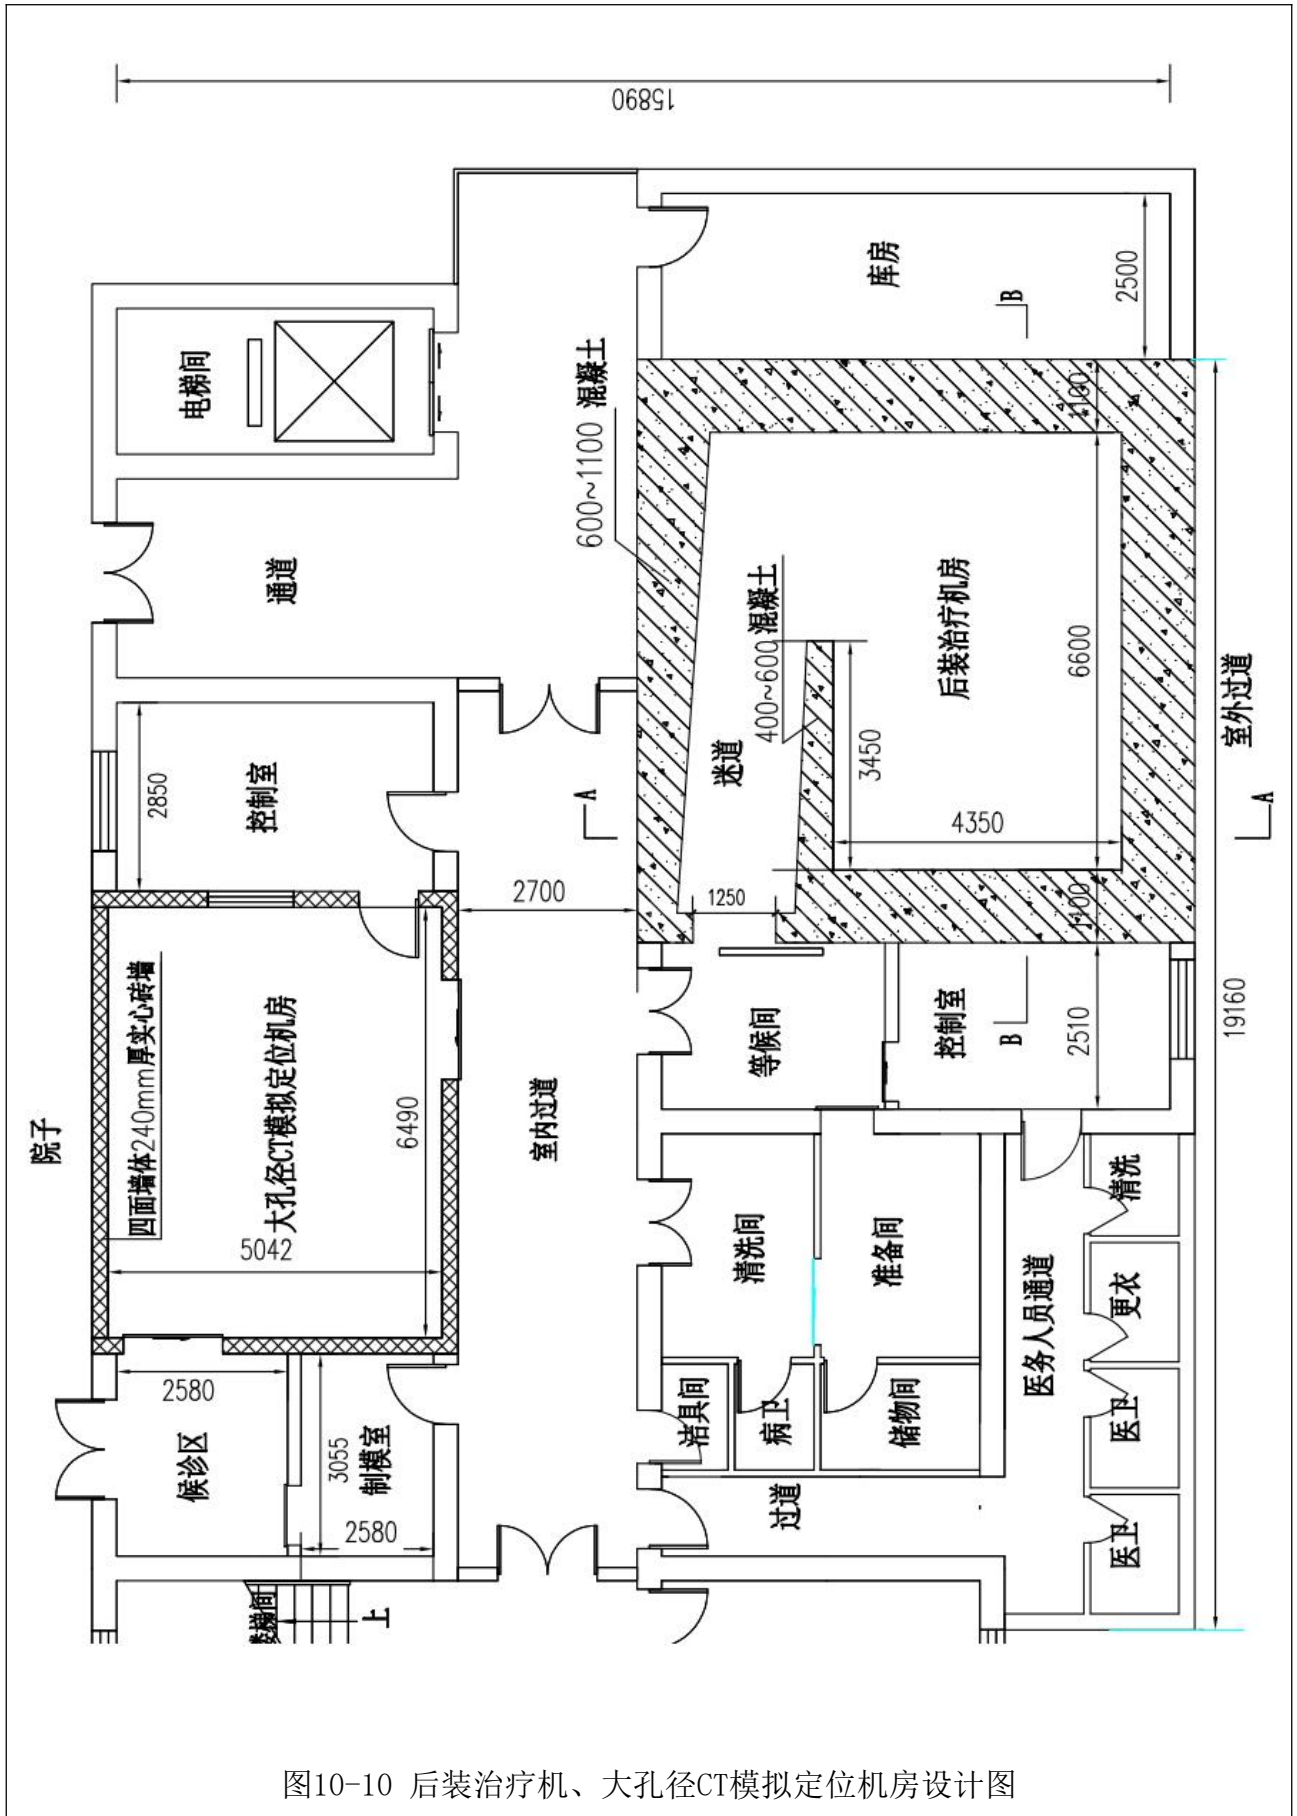 15890
库房
B
2500
电梯间
600~1100 混凝土
1100
通道
400~600 混凝土
后装治疗机房
6600
室外过道
迷道
3450
控制室
2850
A
A
4350
2700
1250
1100
四面墙体240mm厚实心砖墙
大孔径CT模拟定位机房
等候间
控制室
B
2510
19160
院子
6490
室内过道
5042
清洗间
准备间
医务人员通道
清洗
更衣
2580
候诊区
3055
制模室
2580
洁具间
病卫
储物间
医卫
过道
医卫
楼梯间
上
图10-10 后装治疗机、大孔径CT模拟定位机房设计图